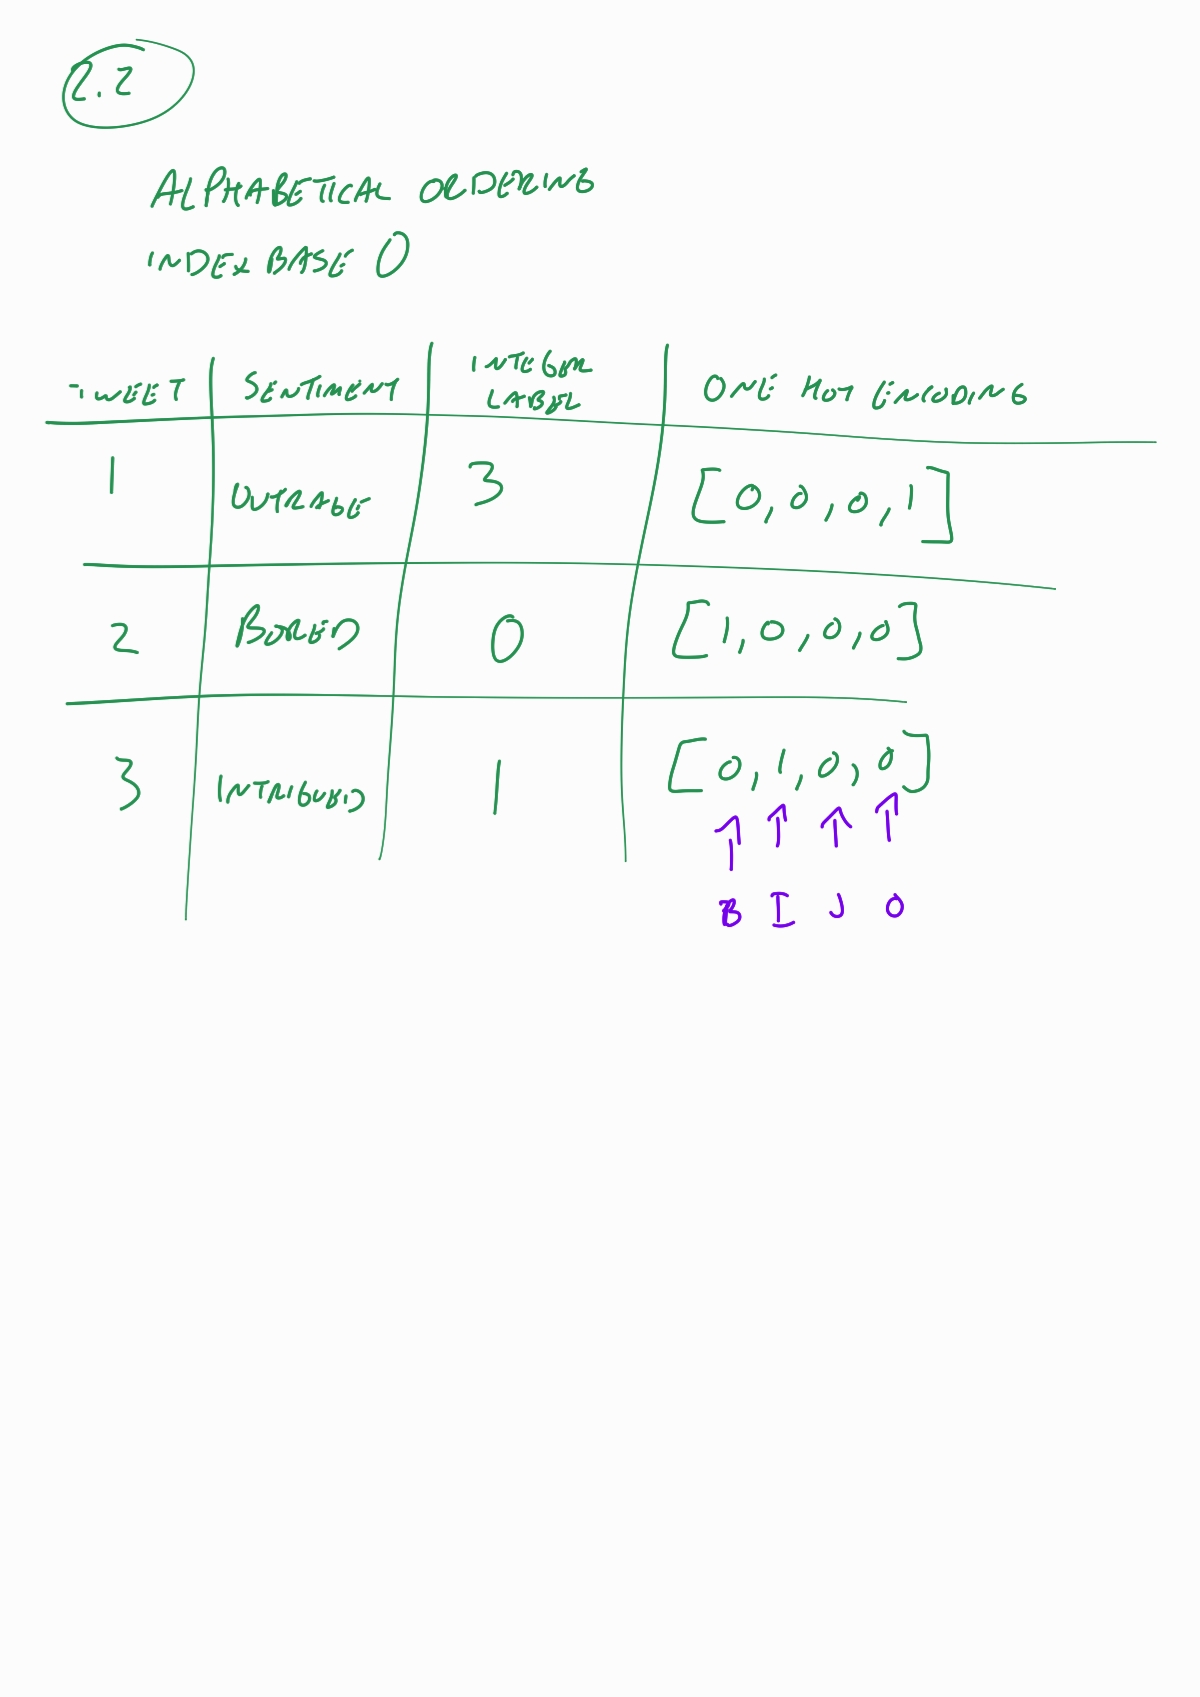 2.2
ALPHABETICAL ORDERING
INDEX BASE 0
TWEET SENTIMENT INTEGER LABEL ONE HOT ENCODING
1 OUTRAGE 3 [0, 0, 0, 1]
2 BORED 0 [1, 0, 0, 0]
3 INTRIGUED 1 [0, 1, 0, 0]
B I J O